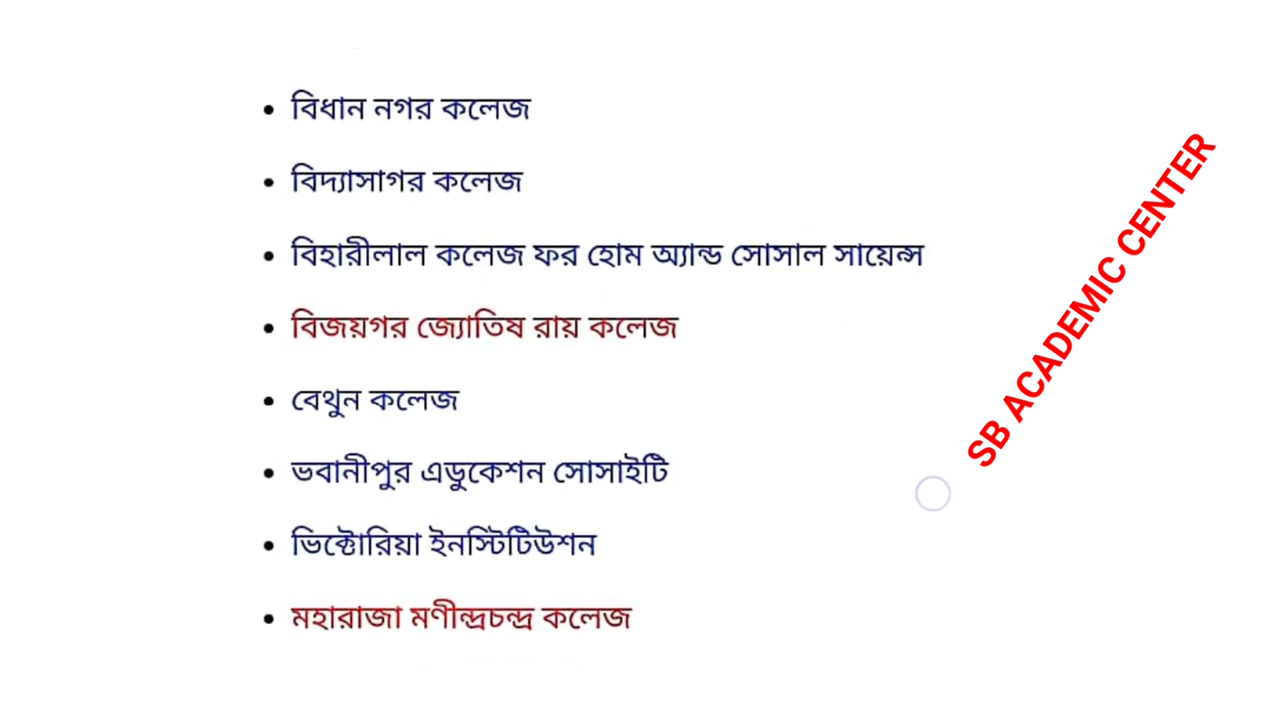 বিধান নগর কলেজ
বিদ্যাসাগর কলেজ
বিহারীলাল কলেজ ফর হোম অ্যান্ড সোসাল সায়েন্স
বিজয়গর জ্যোতিষ রায় কলেজ
বেথুন কলেজ
ভবানীপুর এডুকেশন সোসাইটি
ভিক্টোরিয়া ইনস্টিটিউশন
মহারাজা মণীন্দ্রচন্দ্র কলেজ
SB ACADEMIC CENTER